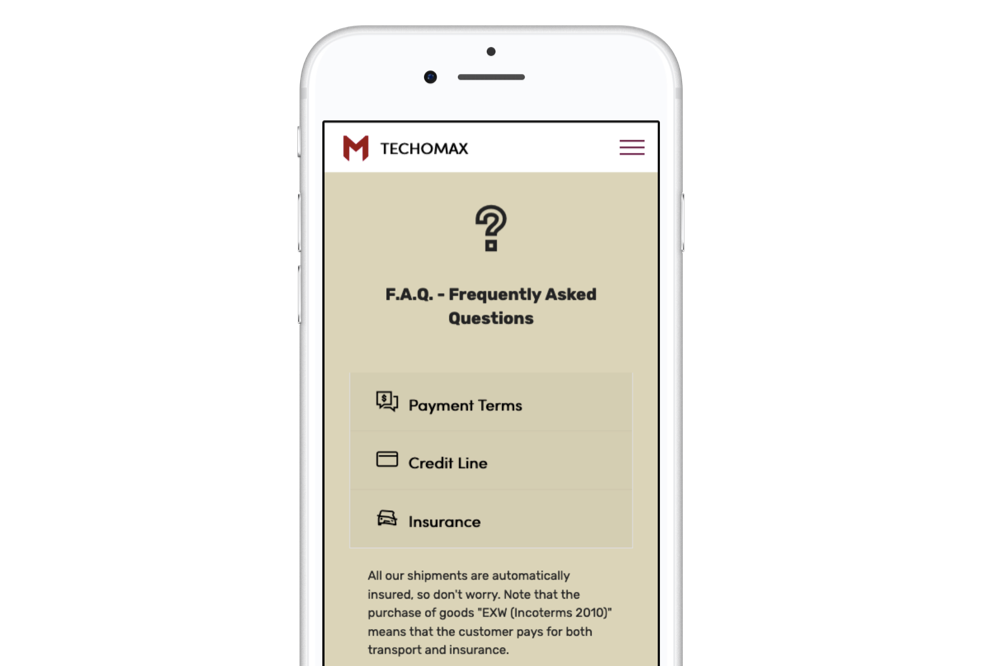 TECHOMAX
F.A.Q. - Frequently Asked
Questions
Payment Terms
Credit Line
Insurance
All our shipments are automatically
insured, so don't worry. Note that the
purchase of goods "EXW (Incoterms 2010)"
means that the customer pays for both
transport and insurance.